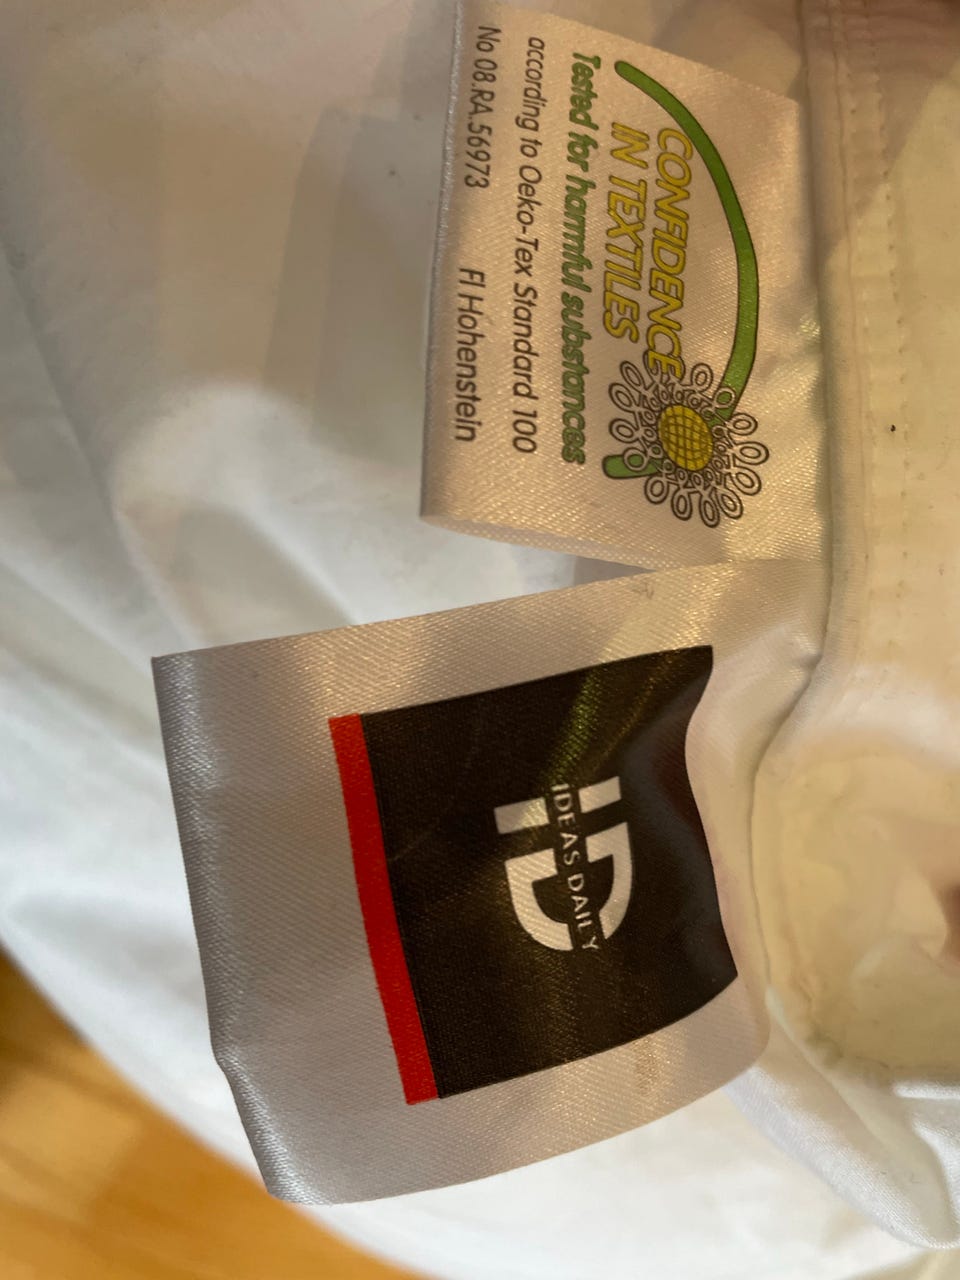 CONFIDENCE
IN TEXTILES
Tested for harmful substances
according to Oeko-Tex Standard 100
No 08.RA.56973 FI Hohenstein
ID
IDEAS DAILY